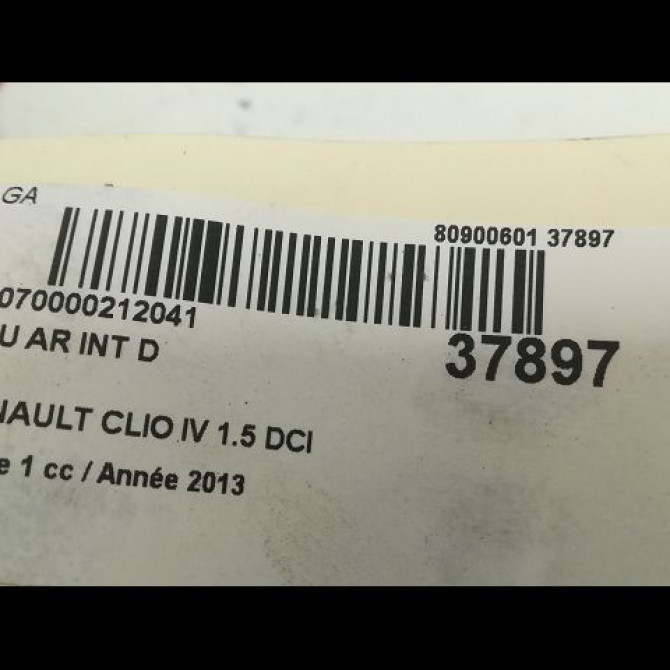 GA
80900601 37897
070000212041
37897
U AR INT D
NAULT CLIO IV 1.5 DCI
e 1 cc / Année 2013